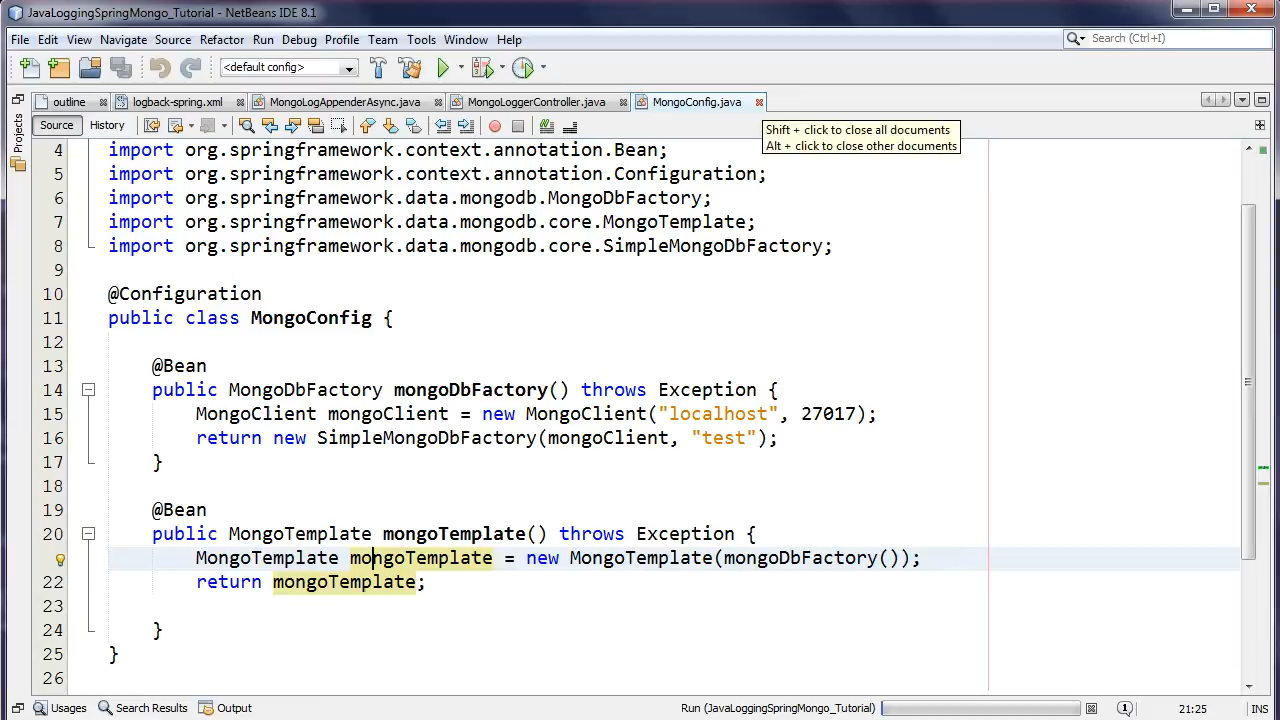 JavaLoggingSpringMongo_Tutorial - NetBeans IDE 8.1
File Edit View Navigate Source Refactor Run Debug Profile Team Tools Window Help
Search (Ctrl+I)
<default config>
outline logback-spring.xml MongoLogAppenderAsync.java MongoLoggerController.java MongoConfig.java
Source History
Shift + click to close all documents
Alt + click to close other documents
Projects
4 import org.springframework.context.annotation.Bean;
5 import org.springframework.context.annotation.Configuration;
6 import org.springframework.data.mongodb.MongoDbFactory;
7 import org.springframework.data.mongodb.core.MongoTemplate;
8 import org.springframework.data.mongodb.core.SimpleMongoDbFactory;
9
10 @Configuration
11 public class MongoConfig {
12
13 @Bean
14 public MongoDbFactory mongoDbFactory() throws Exception {
15 MongoClient mongoClient = new MongoClient("localhost", 27017);
16 return new SimpleMongoDbFactory(mongoClient, "test");
17 }
18
19 @Bean
20 public MongoTemplate mongoTemplate() throws Exception {
MongoTemplate mongoTemplate = new MongoTemplate(mongoDbFactory());
22 return mongoTemplate;
23
24 }
25 }
26
Usages Search Results Output Run (JavaLoggingSpringMongo_Tutorial) 1 21:25 INS